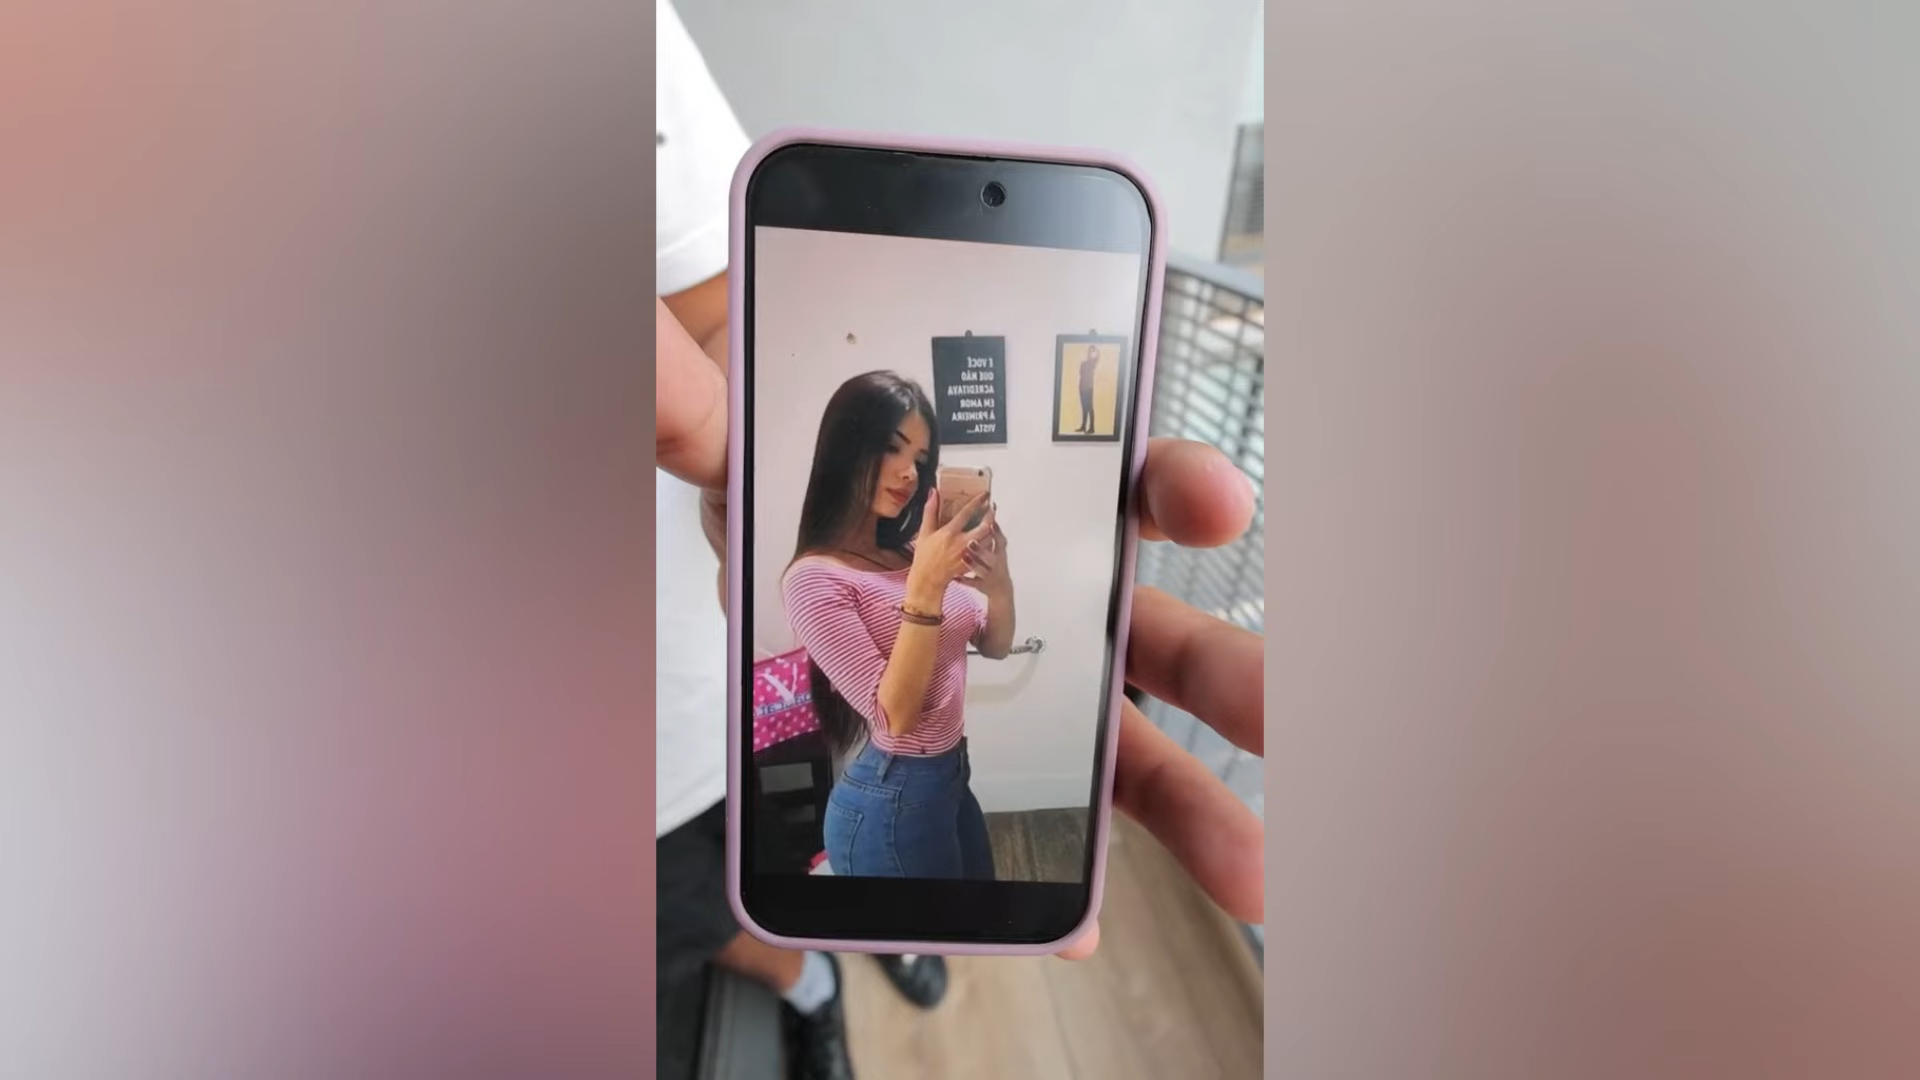 E VOCÊ
QUE NÃO
ACREDITAVA
EM AMOR
À PRIMEIRA
VISTA...